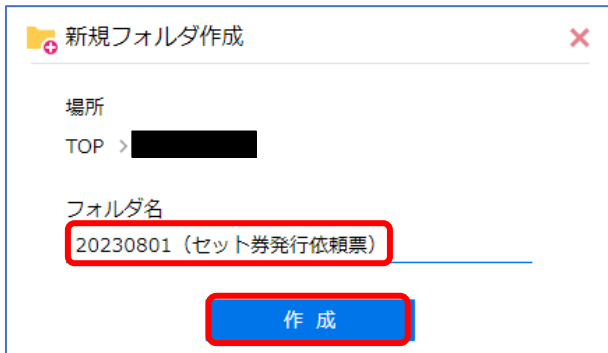 新規フォルダ作成
場所
TOP >
フォルダ名
20230801（セット券発行依頼票）
作 成